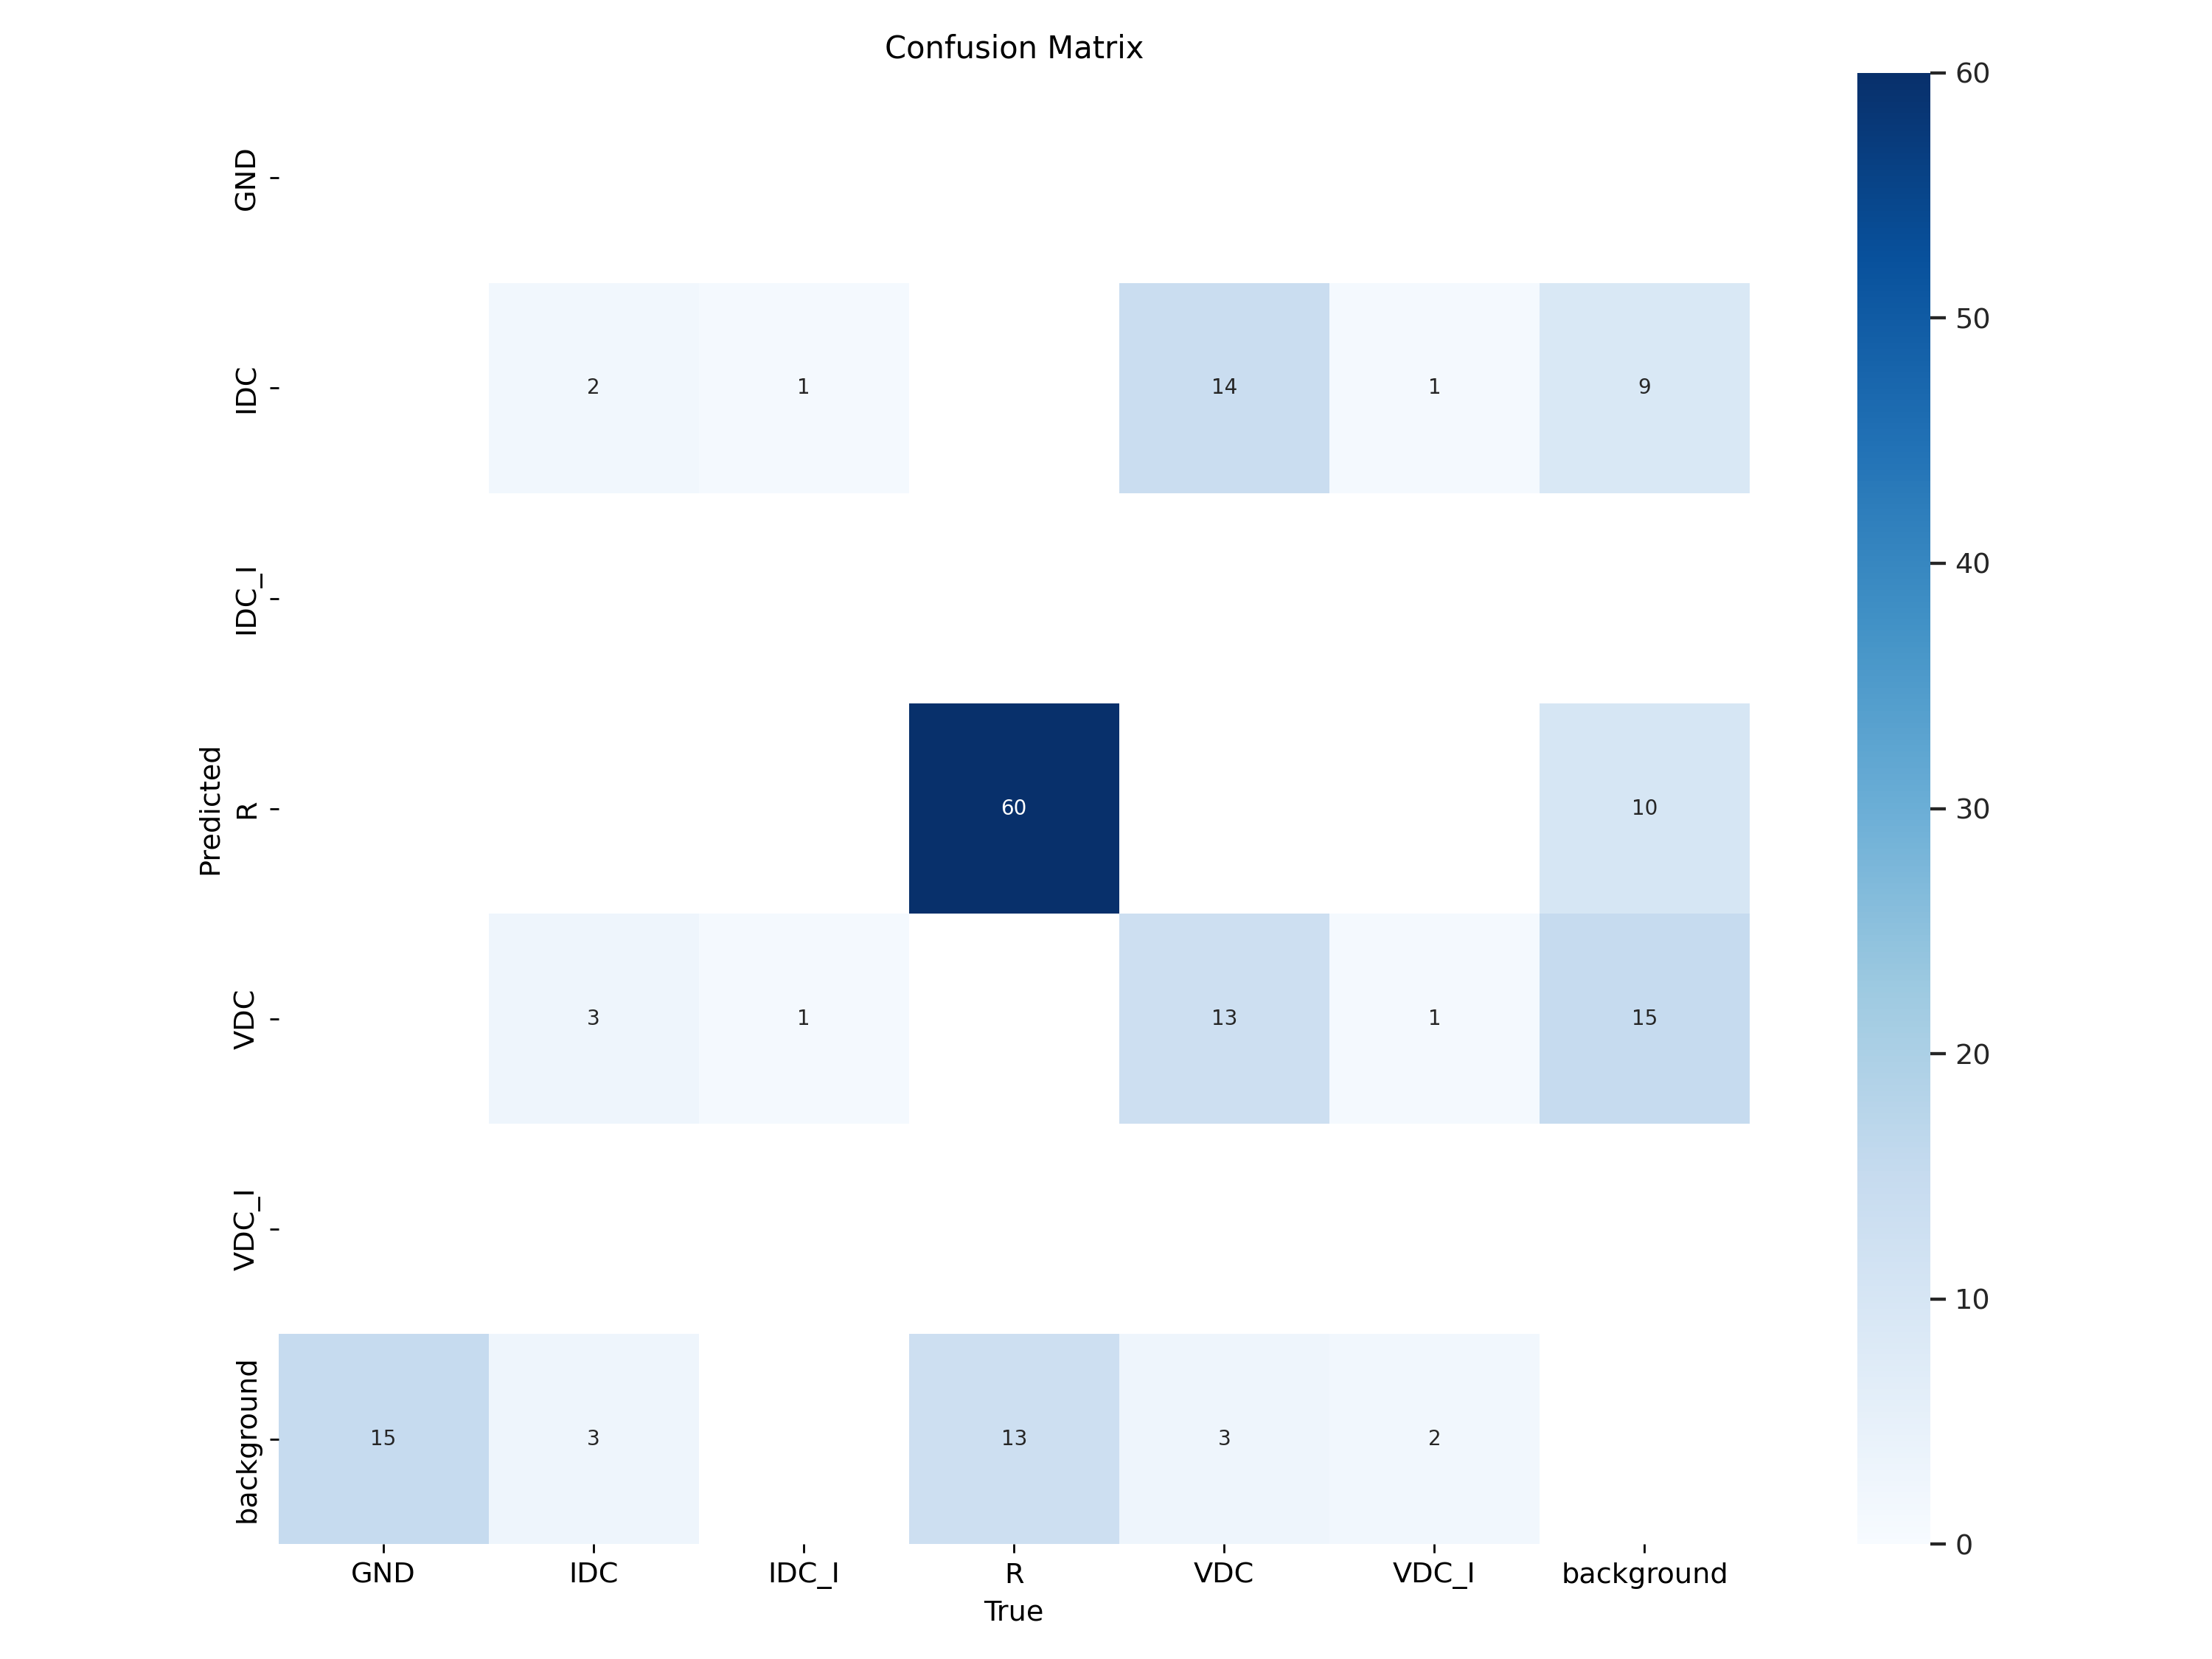 Confusion Matrix
GND
IDC
2 1 14 1 9
IDC_I
Predicted
R
60 10
VDC
3 1 13 1 15
VDC_I
background
15 3 13 3 2
GND IDC IDC_I R VDC VDC_I background
True
60
50
40
30
20
10
0